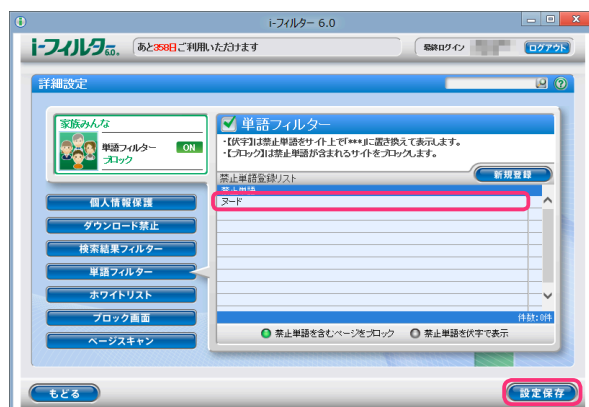 i-フィルター 6.0
i-フィルター 6.0. あと358日ご利用いただけます 最終ログイン ログアウト
詳細設定
家族みんな
単語フィルター ON
ブロック
単語フィルター
・【伏字】は禁止単語をサイト上で「***」に置き換えて表示します。
・【ブロック】は禁止単語が含まれるサイトをブロックします。
禁止単語登録リスト 新規登録
禁止単語
ヌード
個人情報保護
ダウンロード禁止
検索結果フィルター
単語フィルター
ホワイトリスト
ブロック画面
ページスキャン
件数:0件
禁止単語を含むページをブロック 禁止単語を伏字で表示
もどる 設定保存